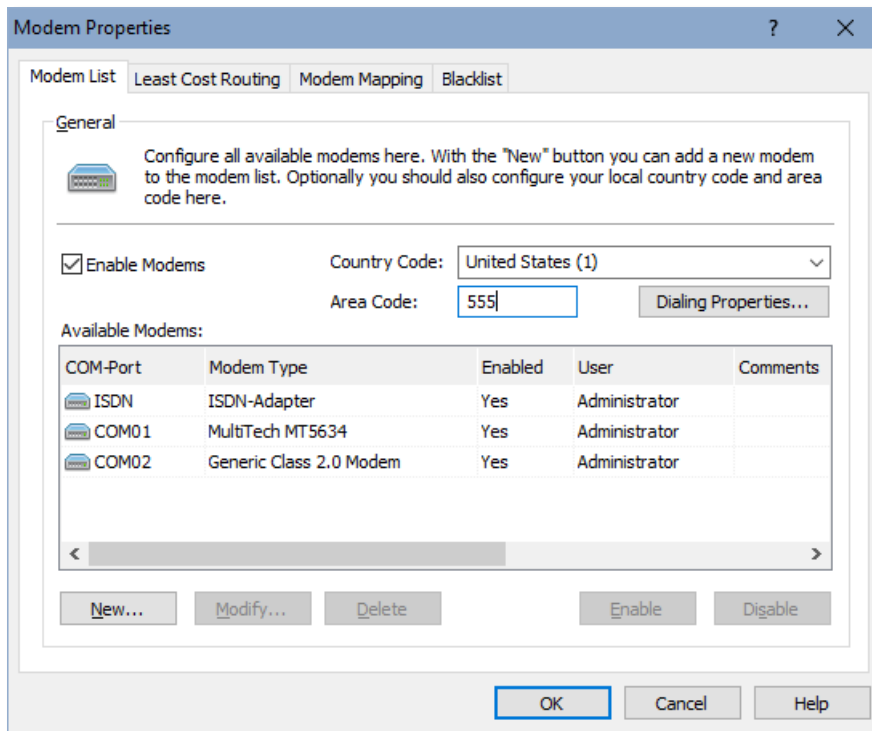 Modem Properties ? X
Modem List Least Cost Routing Modem Mapping Blacklist
General
Configure all available modems here. With the "New" button you can add a new modem
to the modem list. Optionally you should also configure your local country code and area
code here.
Enable Modems Country Code: United States (1)
Area Code: 555 Dialing Properties...
Available Modems:
COM-Port Modem Type Enabled User Comments
ISDN ISDN-Adapter Yes Administrator
COM01 MultiTech MT5634 Yes Administrator
COM02 Generic Class 2.0 Modem Yes Administrator
New... Modify... Delete Enable Disable
OK Cancel Help